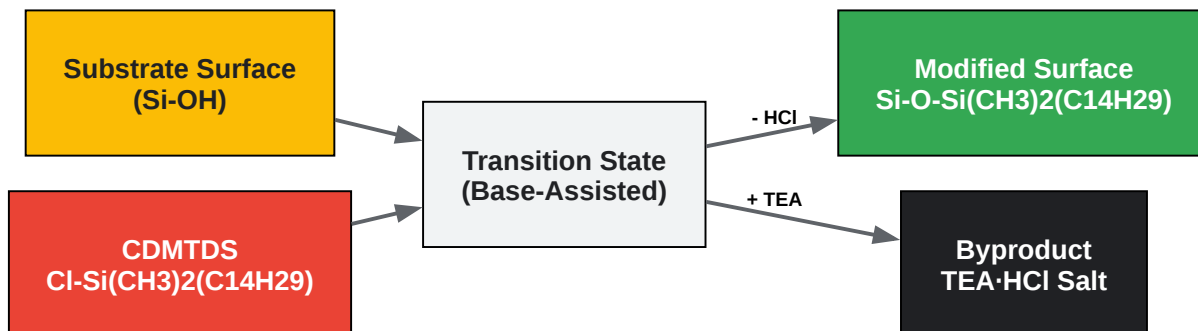 Substrate Surface
(Si-OH)
CDMTDS
Cl-Si(CH3)2(C14H29)
Transition State
(Base-Assisted)
- HCl
+ TEA
Modified Surface
Si-O-Si(CH3)2(C14H29)
Byproduct
TEA·HCl Salt